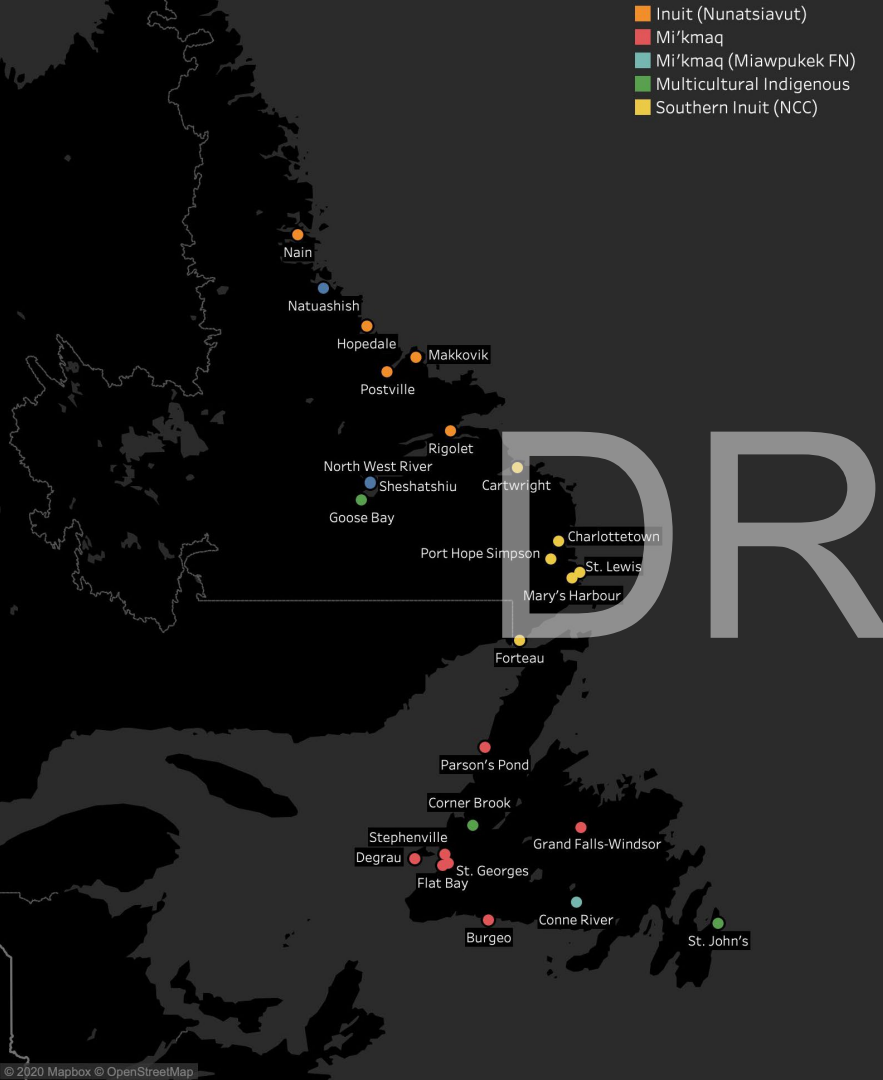 Inuit (Nunatsiavut)
Mi'kmaq
Mi'kmaq (Miawpukek FN)
Multicultural Indigenous
Southern Inuit (NCC)
Nain
Natuashish
Hopedale
Makkovik
Postville
Rigolet
North West River
Sheshatshiu
Cartwright
Goose Bay
DR
Charlottetown
Port Hope Simpson
St. Lewis
Mary's Harbour
Forteau
Parson's Pond
Corner Brook
Stephenville
Grand Falls-Windsor
Degrau
St. Georges
Flat Bay
Conne River
Burgeo
St. John's
© 2020 Mapbox © OpenStreetMap